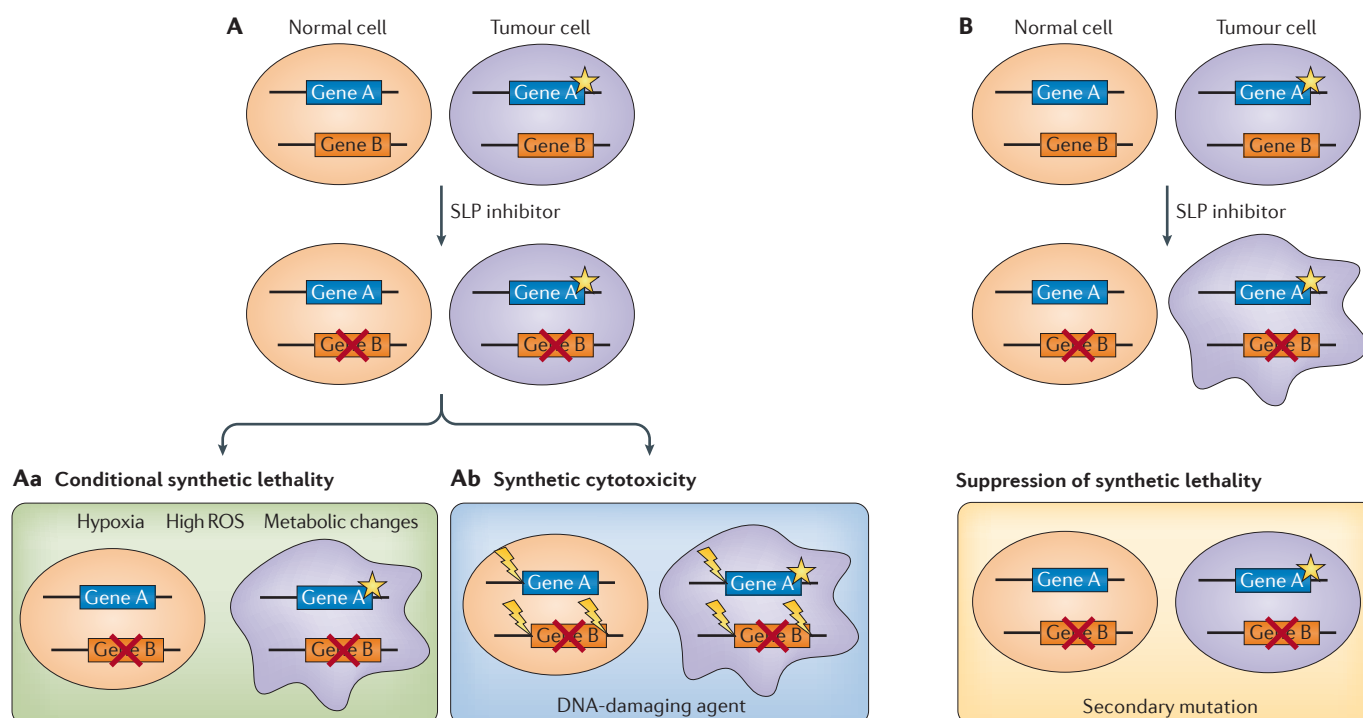 A Normal cell Tumour cell
Gene A Gene A
Gene B Gene B
SLP inhibitor
Gene A Gene A
Gene B Gene B
Aa Conditional synthetic lethality
Hypoxia High ROS Metabolic changes
Gene A Gene A
Gene B Gene B
Ab Synthetic cytotoxicity
Gene A Gene A
Gene B Gene B
DNA-damaging agent
B Normal cell Tumour cell
Gene A Gene A
Gene B Gene B
SLP inhibitor
Gene A Gene A
Gene B Gene B
Suppression of synthetic lethality
Gene A Gene A
Gene B Gene B
Secondary mutation